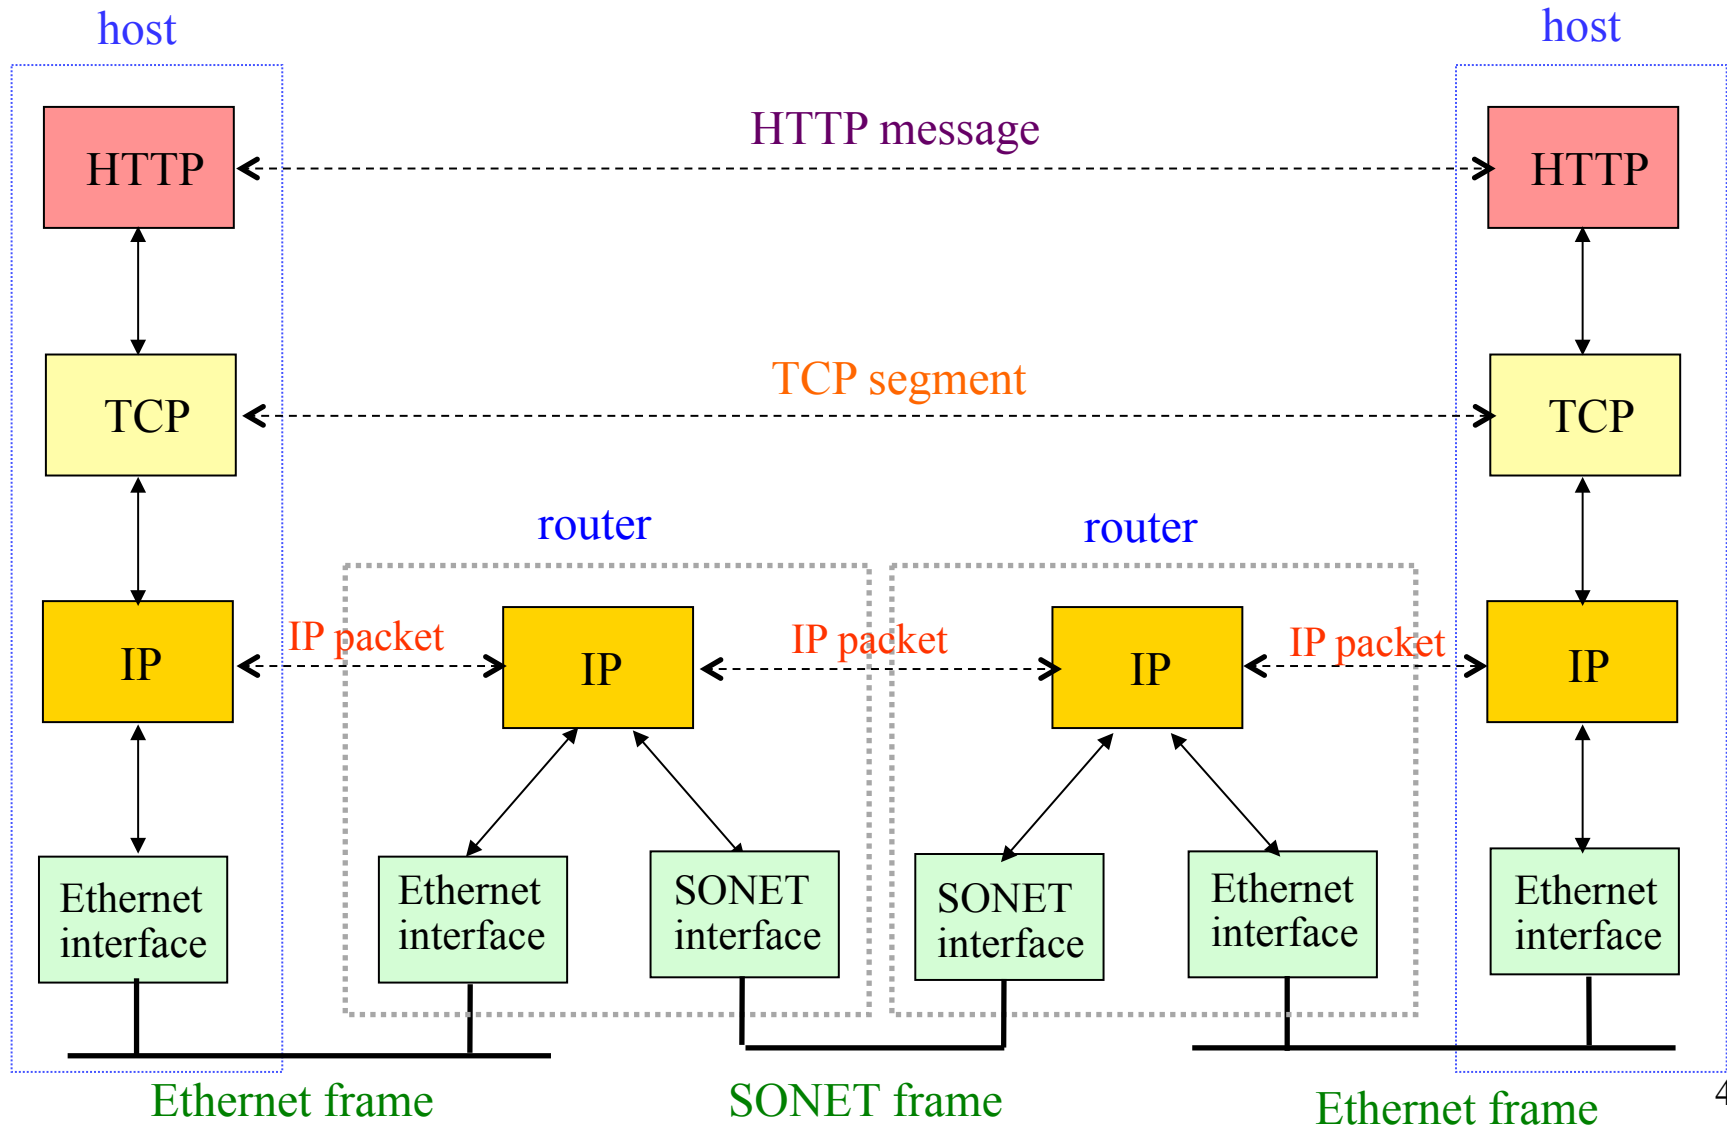 host
host
HTTP message
HTTP
HTTP
TCP segment
TCP
TCP
router
router
IP packet
IP packet
IP packet
IP
IP
IP
IP
Ethernet
interface
Ethernet
interface
SONET
interface
SONET
interface
Ethernet
interface
Ethernet
interface
Ethernet frame
SONET frame
Ethernet frame
4